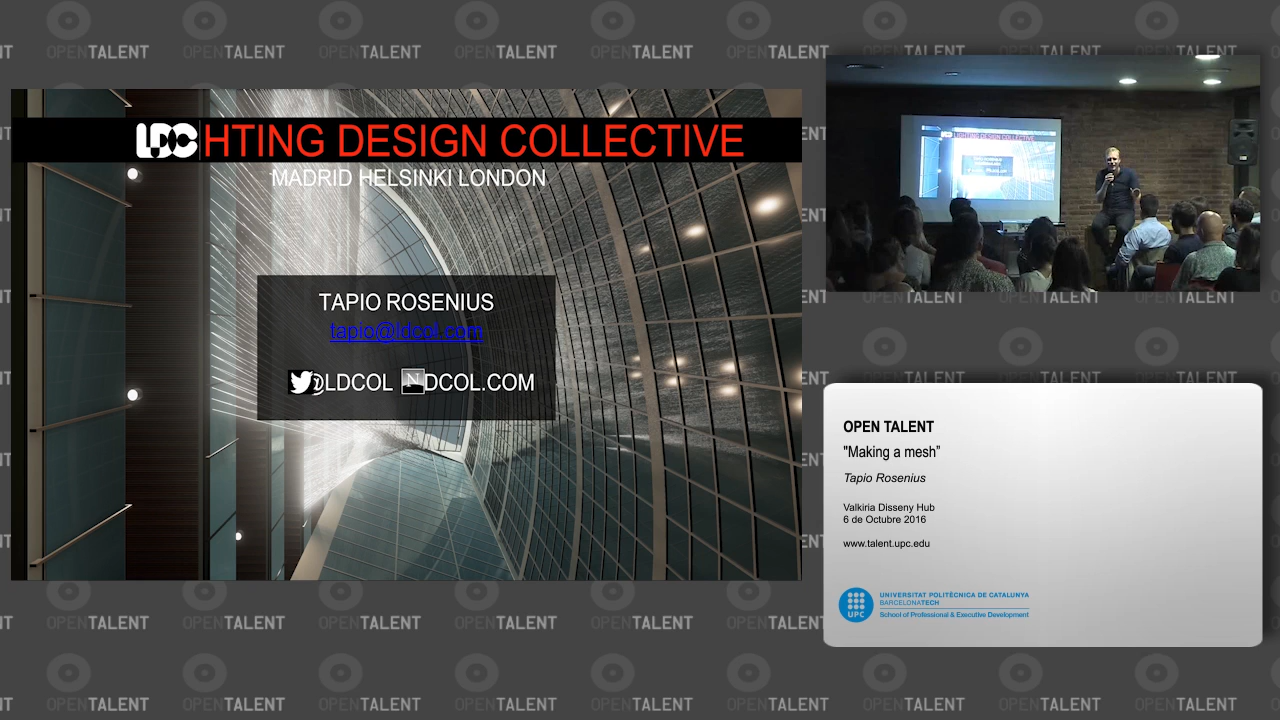 LDC HTING DESIGN COLLECTIVE
MADRID HELSINKI LONDON
TAPIO ROSENIUS
tapio@ldcol.com
@LDCOL NDCOL.COM
OPEN TALENT
"Making a mesh"
Tapio Rosenius
Valkiria Disseny Hub
6 de Octubre 2016
www.talent.upc.edu
UPC
UNIVERSITAT POLITÈCNICA DE CATALUNYA
BARCELONATECH
School of Professional & Executive Development
OPENTALENT